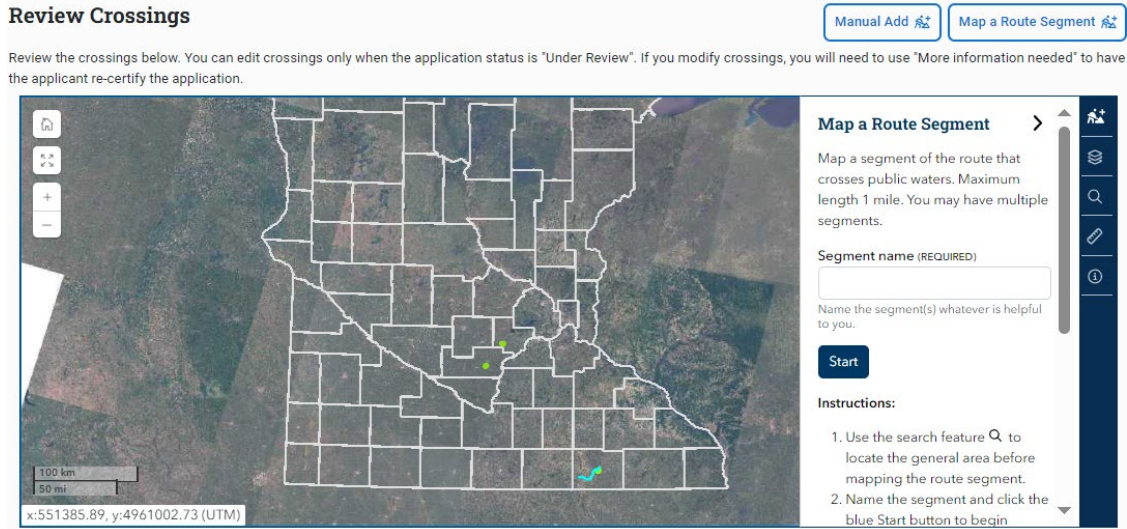 Review Crossings
Manual Add
Map a Route Segment
Review the crossings below. You can edit crossings only when the application status is "Under Review". If you modify crossings, you will need to use "More information needed" to have
the applicant re-certify the application.
Map a Route Segment
Map a segment of the route that
crosses public waters. Maximum
length 1 mile. You may have multiple
segments.
Segment name (REQUIRED)
Name the segment(s) whatever is helpful
to you.
Start
Instructions:
1. Use the search feature to
locate the general area before
mapping the route segment.
2. Name the segment and click the
blue Start button to begin
+
−
100 km
50 mi
x:551385.89, y:4961002.73 (UTM)